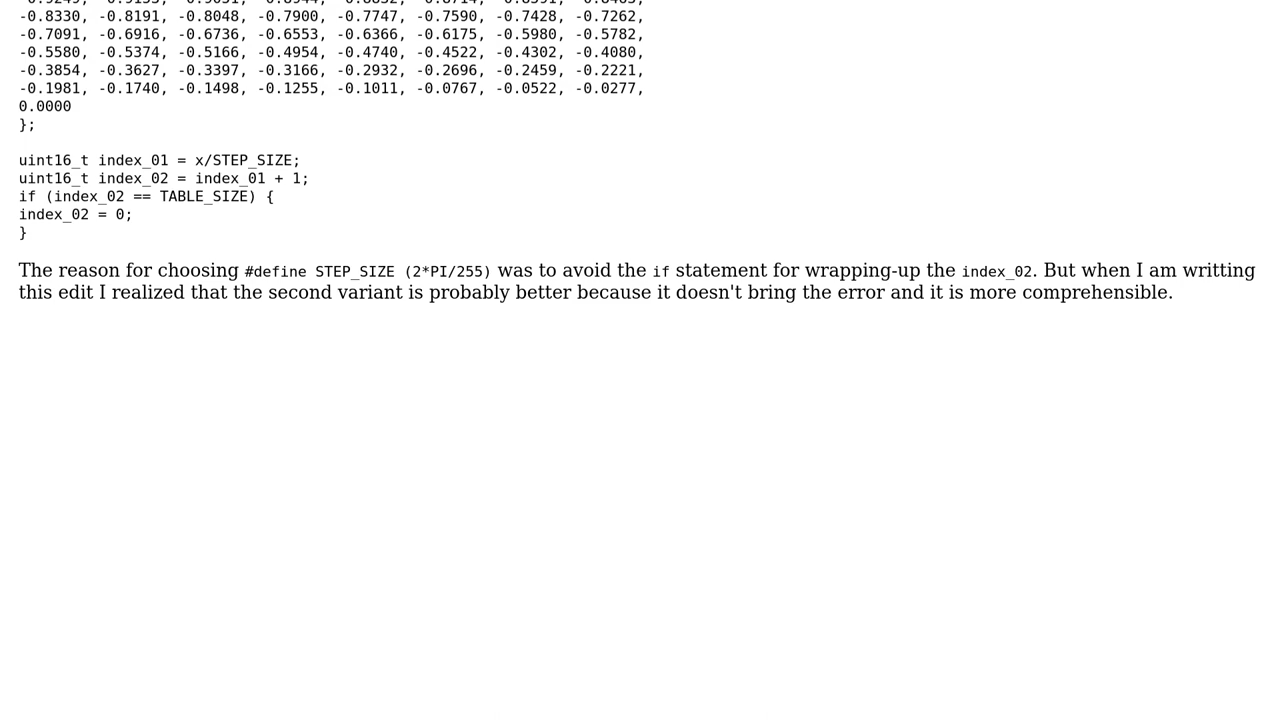 -0.8330, -0.8191, -0.8048, -0.7900, -0.7747, -0.7590, -0.7428, -0.7262,
-0.7091, -0.6916, -0.6736, -0.6553, -0.6366, -0.6175, -0.5980, -0.5782,
-0.5580, -0.5374, -0.5166, -0.4954, -0.4740, -0.4522, -0.4302, -0.4080,
-0.3854, -0.3627, -0.3397, -0.3166, -0.2932, -0.2696, -0.2459, -0.2221,
-0.1981, -0.1740, -0.1498, -0.1255, -0.1011, -0.0767, -0.0522, -0.0277,
0.0000
};
uint16_t index_01 = x/STEP_SIZE;
uint16_t index_02 = index_01 + 1;
if (index_02 == TABLE_SIZE) {
index_02 = 0;
}
The reason for choosing #define STEP_SIZE (2*PI/255) was to avoid the if statement for wrapping-up the index_02. But when I am writting
this edit I realized that the second variant is probably better because it doesn't bring the error and it is more comprehensible.